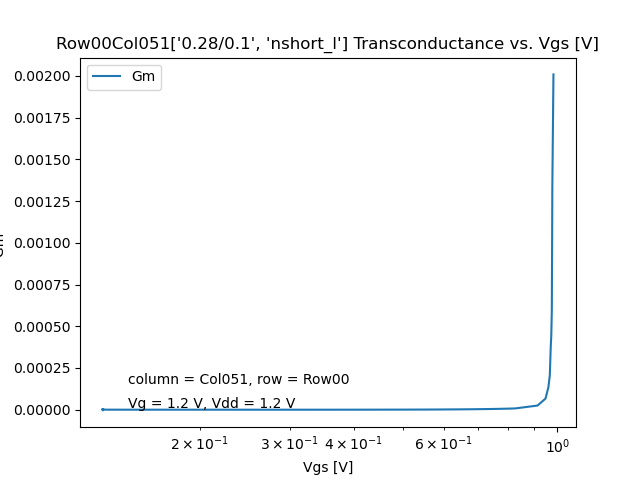 Row00Col051['0.28/0.1', 'nshort_l'] Transconductance vs. Vgs [V]
Gm
0.00200
0.00175
0.00150
0.00125
0.00100
0.00075
0.00050
0.00025
0.00000
column = Col051, row = Row00
Vg = 1.2 V, Vdd = 1.2 V
2 × 10⁻¹ 3 × 10⁻¹ 4 × 10⁻¹ 6 × 10⁻¹ 10⁰
Vgs [V]